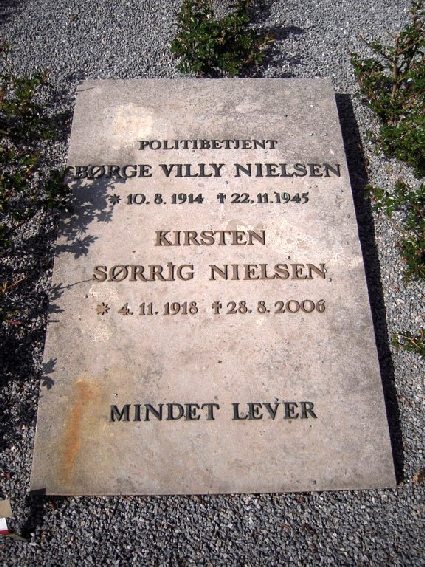 POLITIBETJENT
BØRGE VILLY NIELSEN
* 10.8.1914 † 22.11.1945
KIRSTEN
SØRRIG NIELSEN
* 4.11.1918 † 28.8.2006
MINDET LEVER